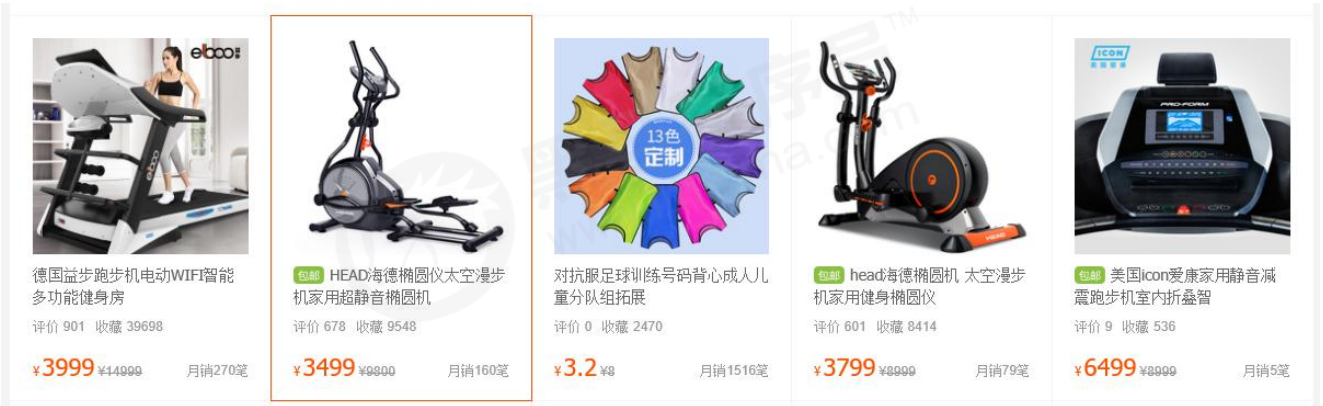 elboo
ICON
PRO-FORM
13色
定制
HEAD
德国益步跑步机电动WIFI智能
多功能健身房
评价 901 收藏 39698
¥3999 ¥14999 月销270笔
包邮 HEAD海德椭圆仪太空漫步
机家用超静音椭圆机
评价 678 收藏 9548
¥3499 ¥9800 月销160笔
对抗服足球训练号码背心成人儿
童分队组拓展
评价 0 收藏 2470
¥3.2 ¥8 月销1516笔
包邮 head海德椭圆机 太空漫步
机家用健身椭圆仪
评价 601 收藏 8414
¥3799 ¥8999 月销79笔
包邮 美国icon爱康家用静音减
震跑步机室内折叠智
评价 9 收藏 536
¥6499 ¥8999 月销5笔